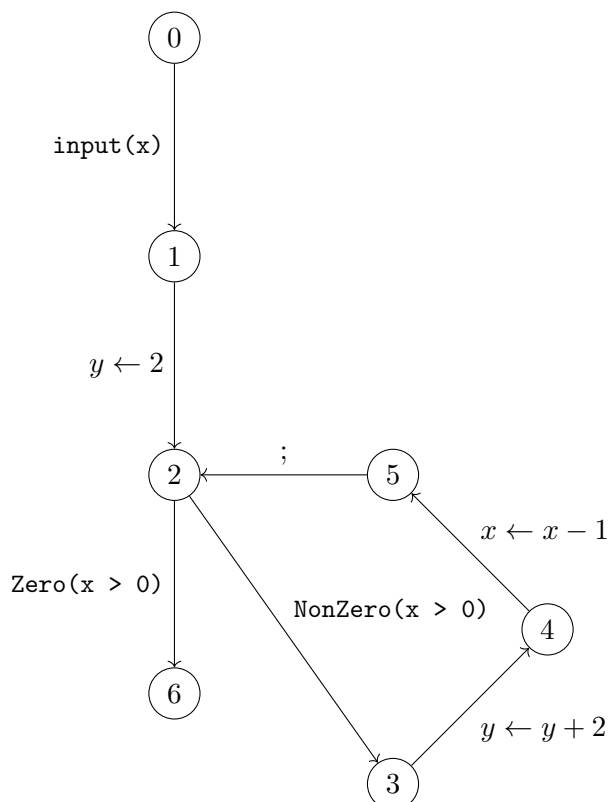 0
input(x)
1
y ← 2
2
;
5
x ← x − 1
Zero(x > 0)
NonZero(x > 0)
4
6
y ← y + 2
3